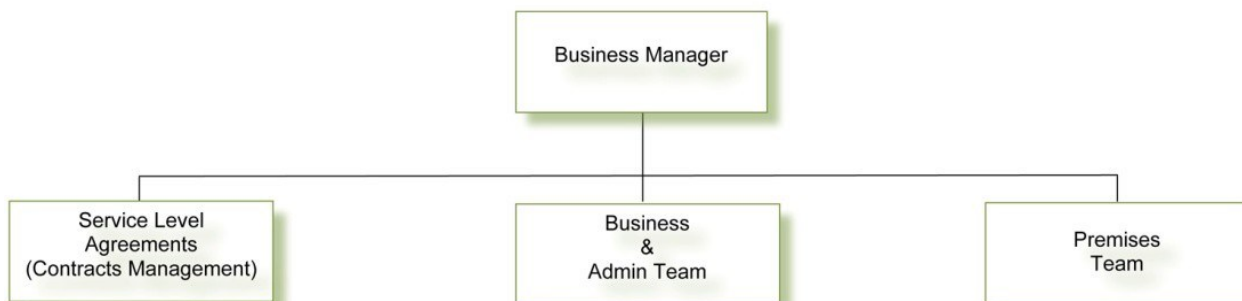 Business Manager
Service Level
Agreements
(Contracts Management)
Business
&
Admin Team
Premises
Team